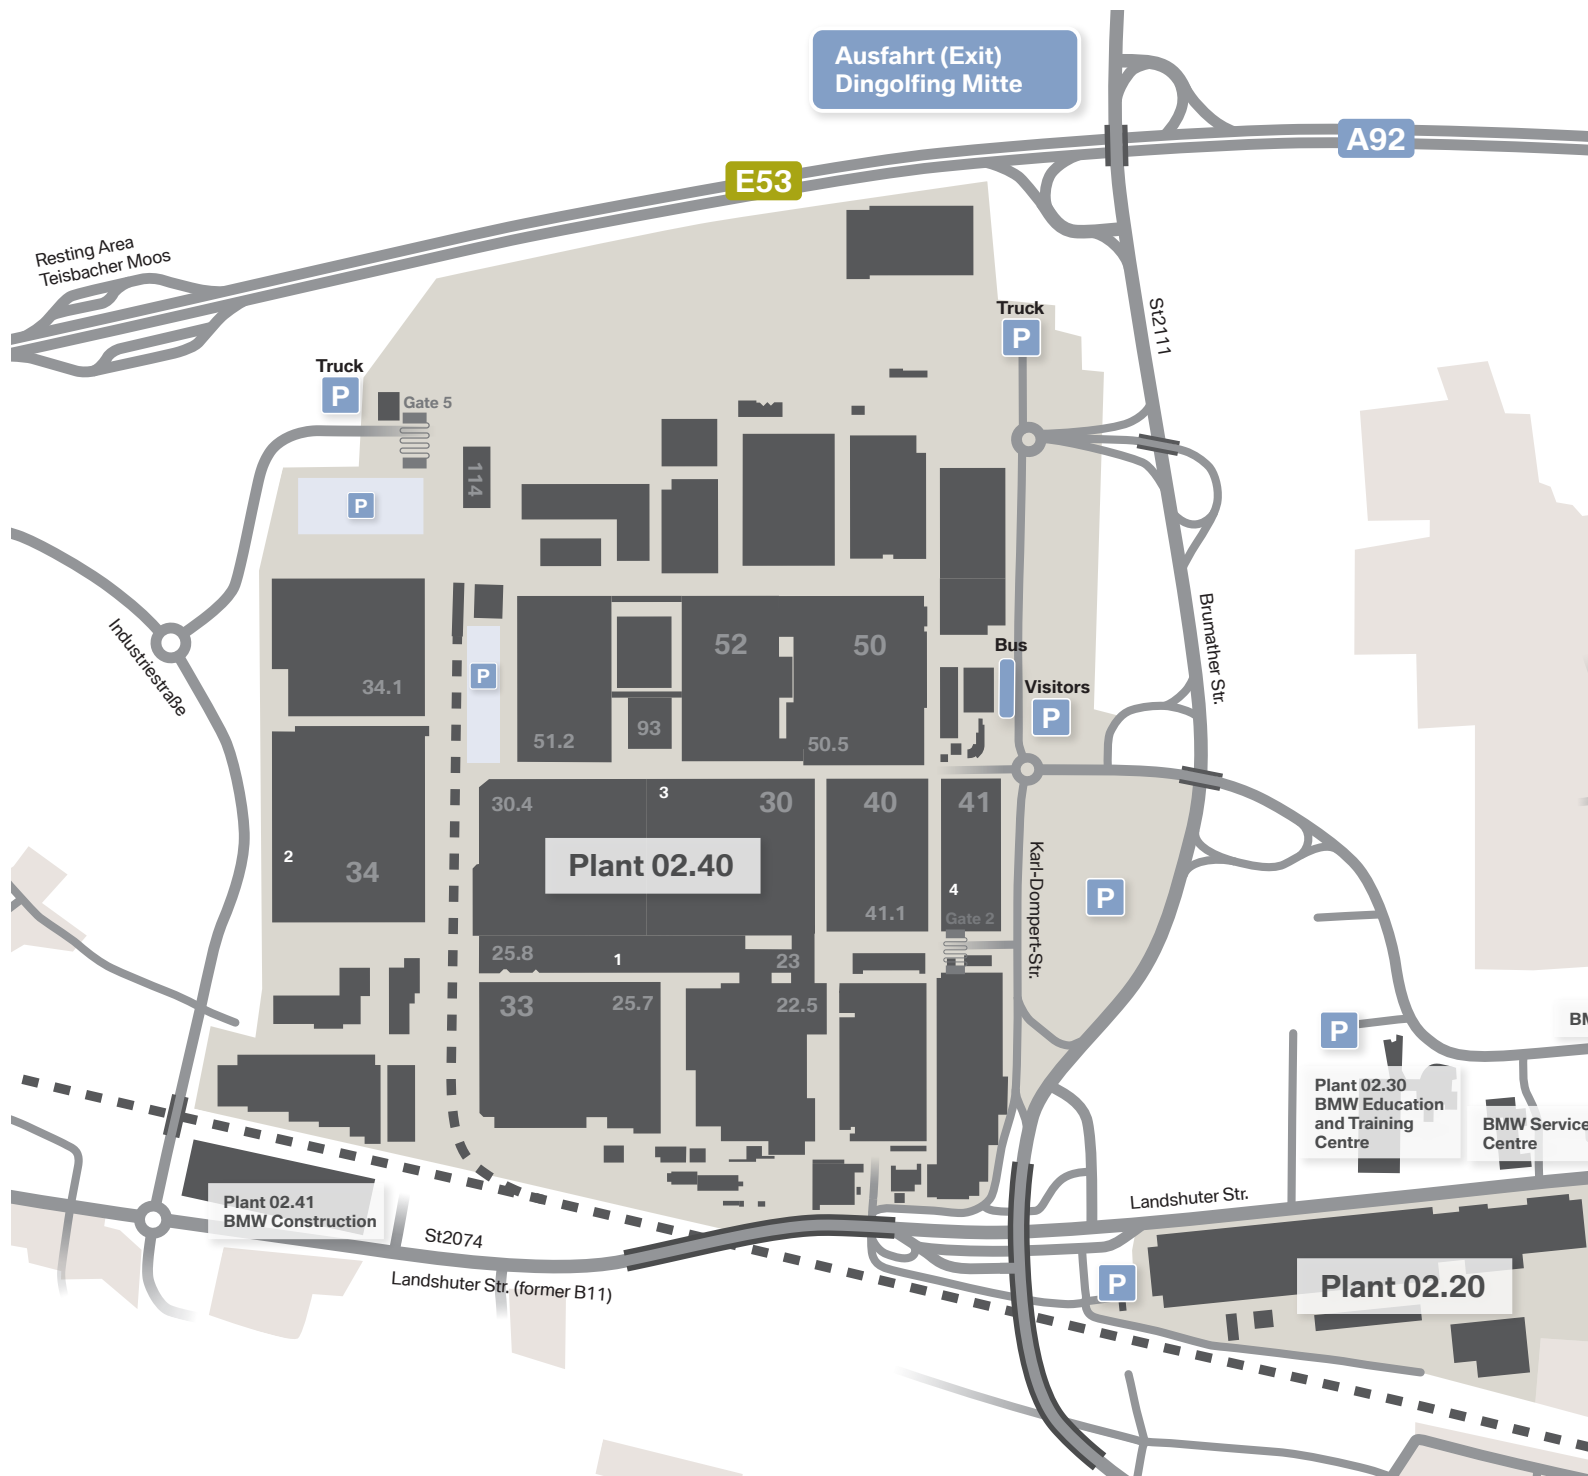 Ausfahrt (Exit)
Dingolfing Mitte
A92
E53
Resting Area
Teisbacher Moos
Truck
P
St2111
Truck
P
Gate 5
114
P
Industriestraße
Brumather Str.
52
50
Bus
34.1
P
Visitors
P
93
51.2
50.5
3
30.4
30
40
41
Plant 02.40
2
34
4
P
Karl-Dompert-Str.
41.1
Gate 2
25.8
1
23
33
25.7
22.5
P
BM
Plant 02.30
BMW Education
and Training
Centre
BMW Service
Centre
Plant 02.41
BMW Construction
Landshuter Str.
St2074
Landshuter Str. (former B11)
P
Plant 02.20